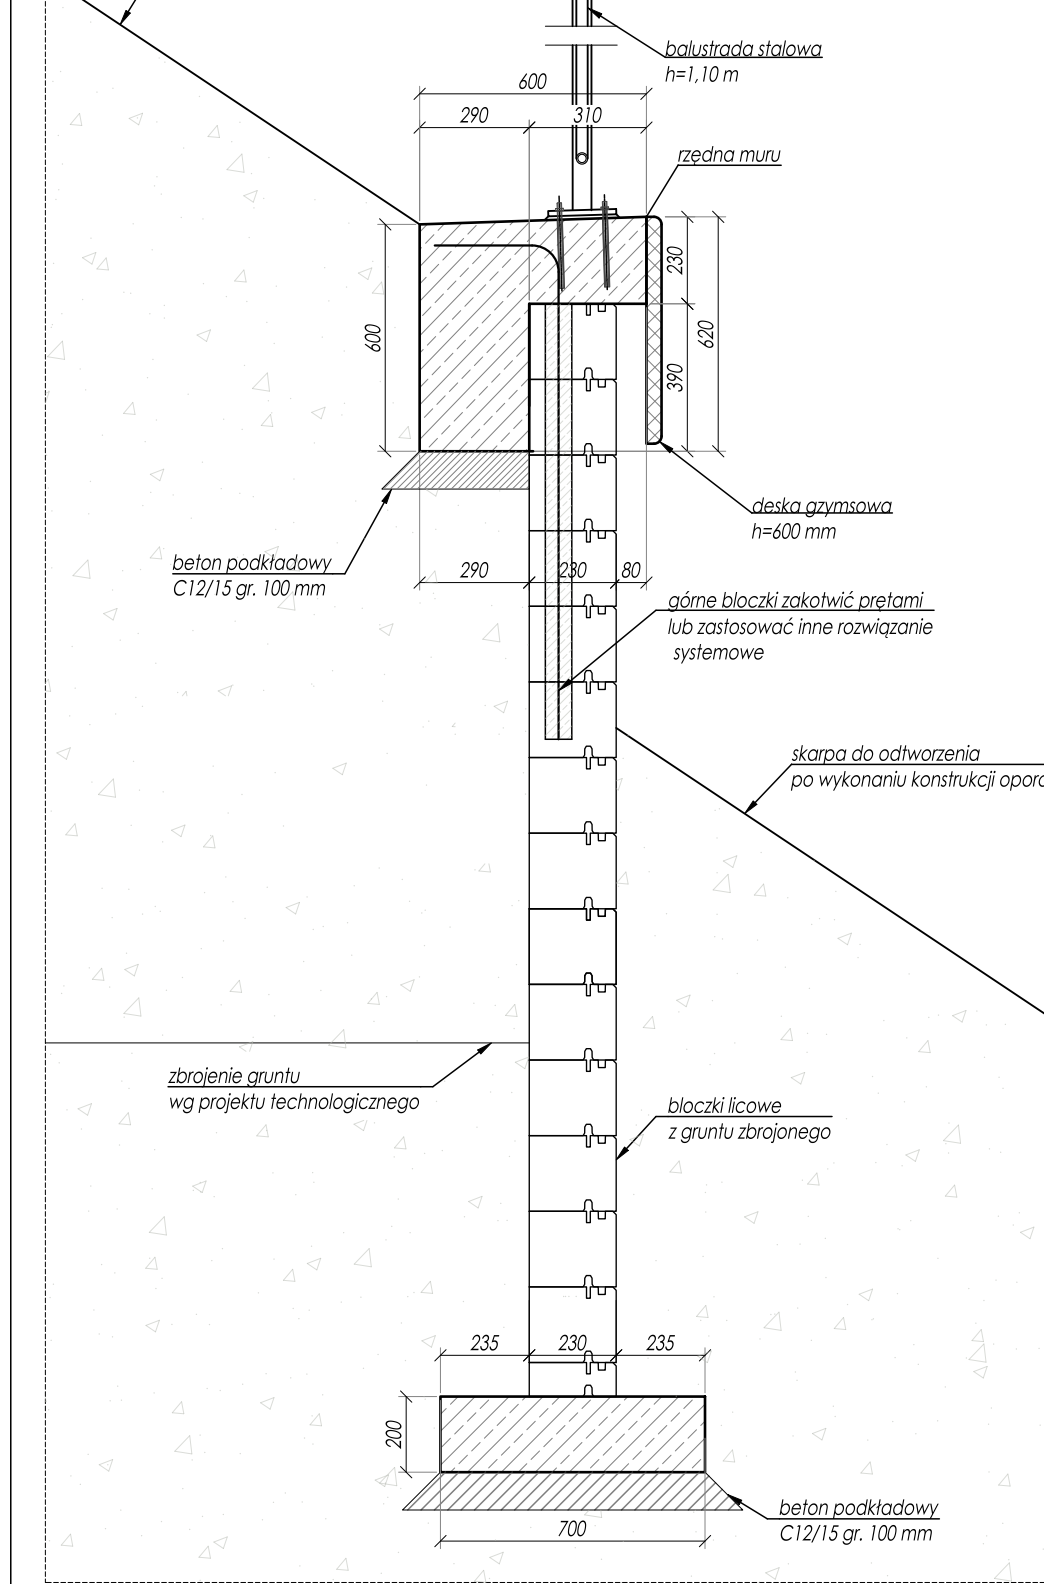 balustrada stalowa
h=1,10 m
600
290
310
rzędna muru
230
600
620
390
deska gzymsowa
h=600 mm
beton podkładowy
C12/15 gr. 100 mm
290
230
80
górne bloczki zakotwić prętami
lub zastosować inne rozwiązanie
systemowe
skarpa do odtworzenia
po wykonaniu konstrukcji oporo
zbrojenie gruntu
wg projektu technologicznego
bloczki licowe
z gruntu zbrojonego
235
230
235
200
beton podkładowy
C12/15 gr. 100 mm
700